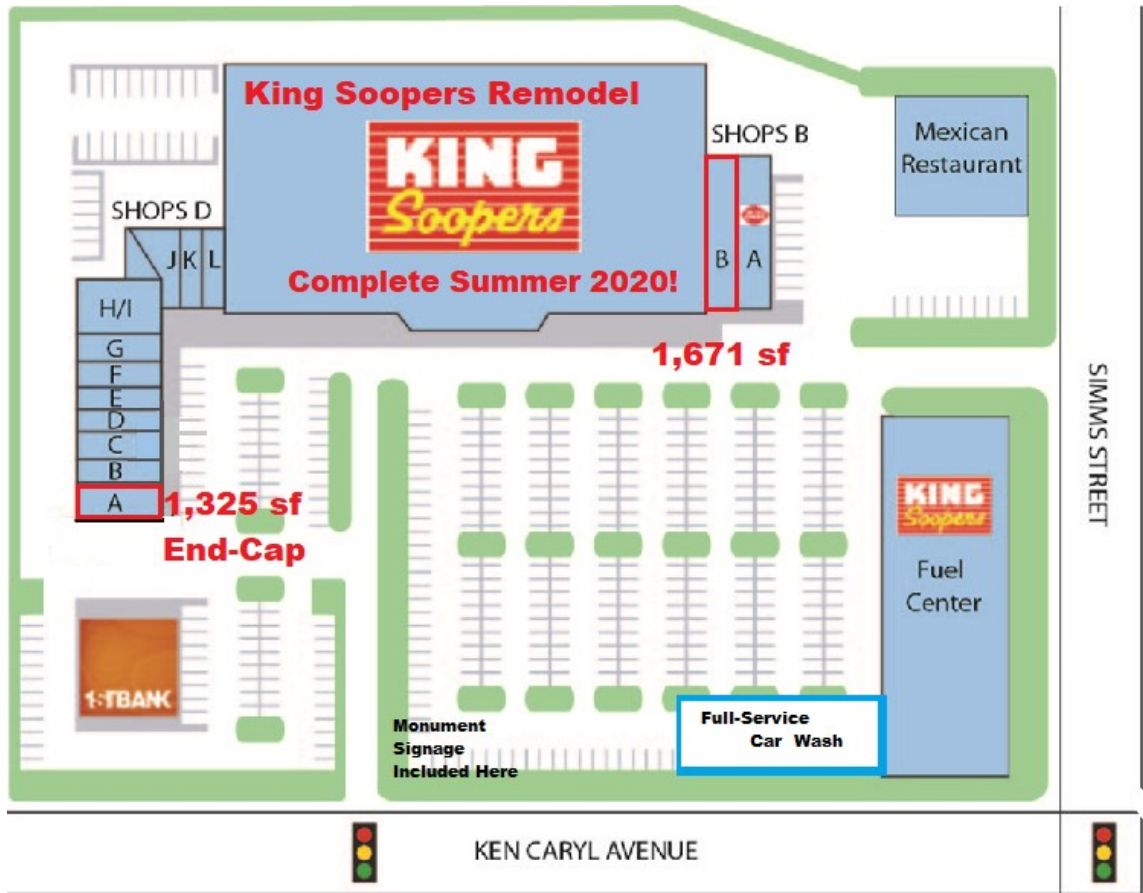 King Soopers Remodel
KING
Soopers
Complete Summer 2020!
SHOPS B
B
A
1,671 sf
Mexican
Restaurant
SHOPS D
J
K
L
H/I
G
F
E
D
C
B
A
1,325 sf
End-Cap
1STBANK
Monument
Signage
Included Here
Full-Service
Car Wash
KING
Soopers
Fuel
Center
SIMMS STREET
KEN CARYL AVENUE